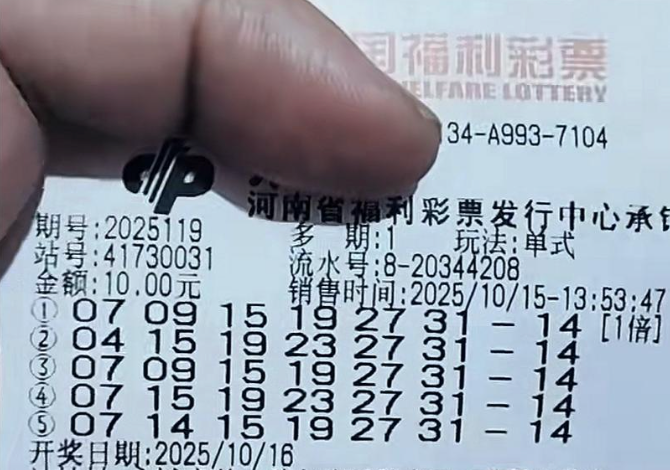 国福利彩票
WELFARE LOTTERY
34-A993-7104
河南省福利彩票发行中心承销
期号:2025119 多 期:1 玩法:单式
站号:41730031 流水号:8-20344208
金额:10.00元 销售时间:2025/10/15-13:53:47
① 07 09 15 19 27 31 - 14 [1倍]
② 04 15 19 23 27 31 - 14
③ 07 09 15 19 27 31 - 14
④ 07 15 19 23 27 31 - 14
⑤ 07 14 15 19 27 31 - 14
开奖日期:2025/10/16